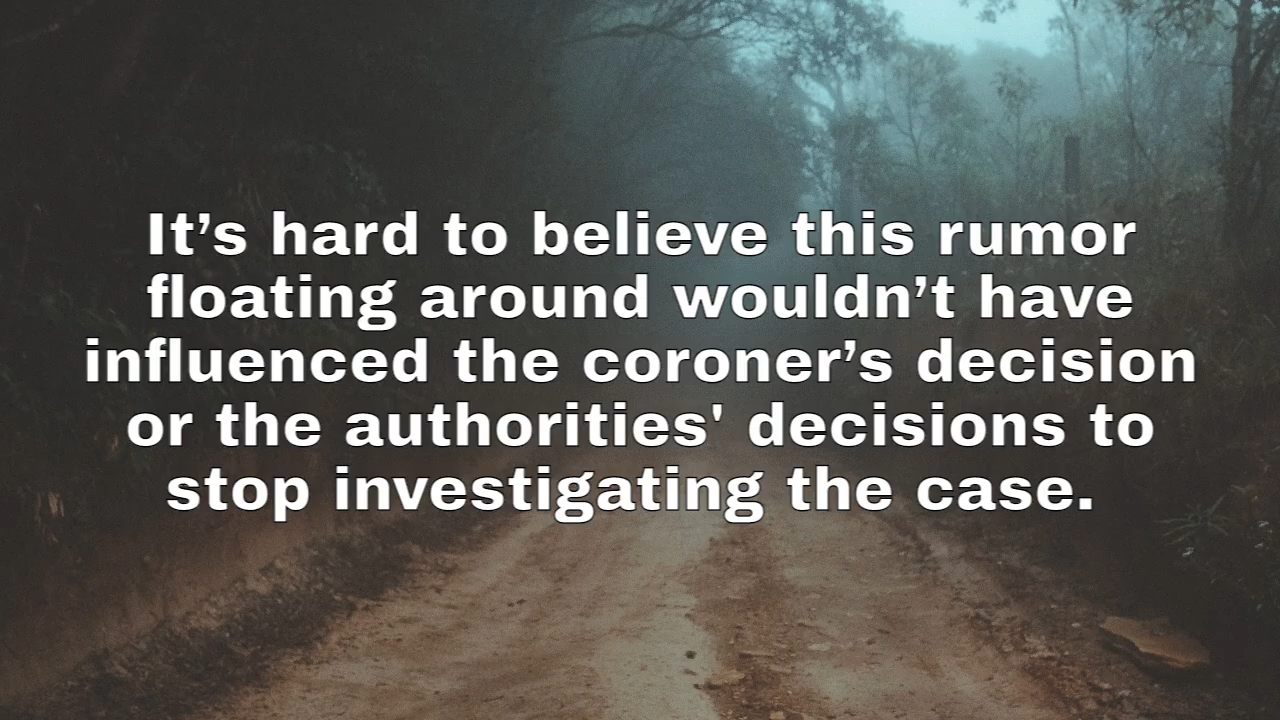 It’s hard to believe this rumor
floating around wouldn’t have
influenced the coroner’s decision
or the authorities' decisions to
stop investigating the case.